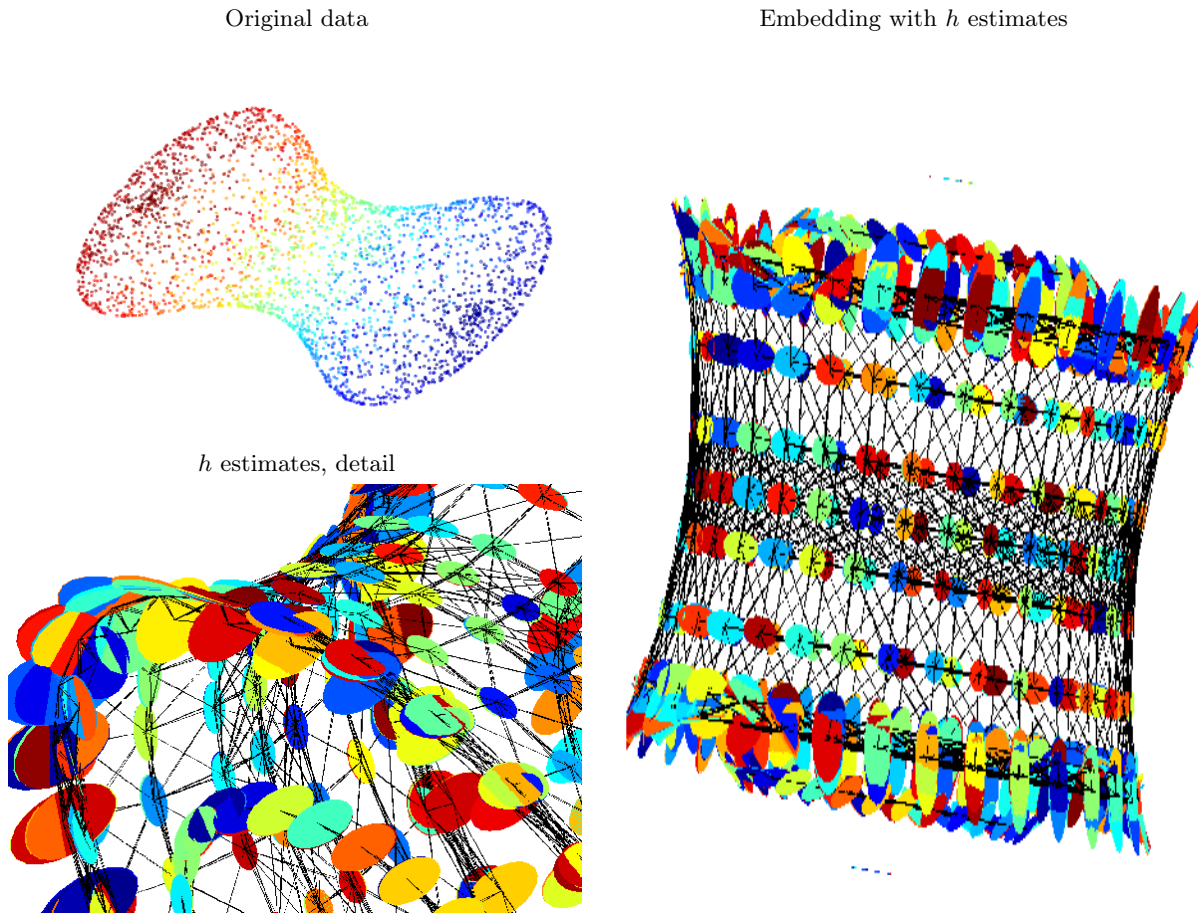 Original data
Embedding with h estimates
h estimates, detail